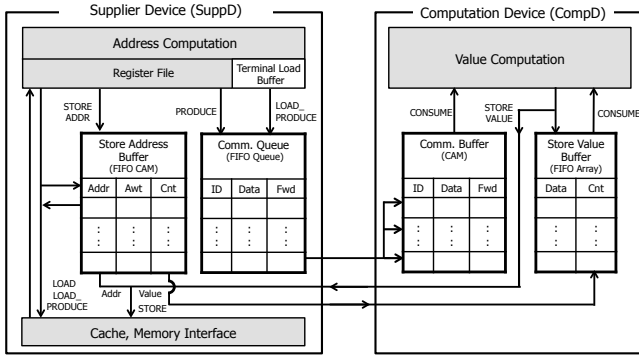 Supplier Device (SuppD)
Address Computation
Register File
Terminal Load
Buffer
STORE
ADDR
PRODUCE
LOAD_
PRODUCE
Store Address
Buffer
(FIFO CAM)
Addr Awt Cnt
⋮ ⋮ ⋮
Comm. Queue
(FIFO Queue)
ID Data Fwd
⋮ ⋮ ⋮
LOAD
LOAD_
PRODUCE
Addr Value
STORE
Cache, Memory Interface
Computation Device (CompD)
Value Computation
CONSUME
STORE
VALUE
CONSUME
Comm. Buffer
(CAM)
ID Data Fwd
⋮ ⋮ ⋮
Store Value
Buffer
(FIFO Array)
Data Cnt
⋮ ⋮